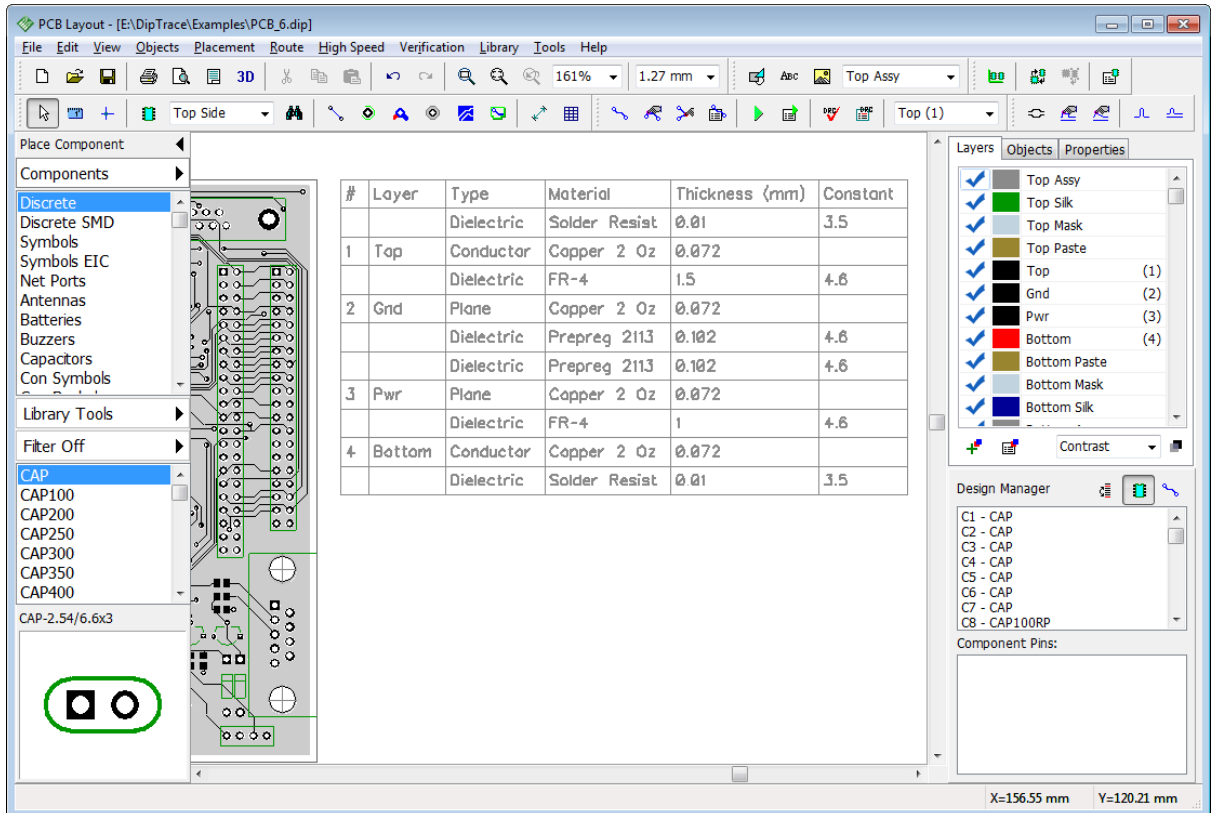 PCB Layout - [E:\DipTrace\Examples\PCB_6.dip]
File Edit View Objects Placement Route High Speed Verification Library Tools Help
3D 161% 1.27 mm ABC Top Assy
Top Side DRC DRC Top (1)
Place Component
Components
Discrete
Discrete SMD
Symbols
Symbols EIC
Net Ports
Antennas
Batteries
Buzzers
Capacitors
Con Symbols
Library Tools
Filter Off
CAP
CAP100
CAP200
CAP250
CAP300
CAP350
CAP400
CAP-2.54/6.6x3
# Layer Type Material Thickness (mm) Constant
Dielectric Solder Resist 0.01 3.5
1 Top Conductor Copper 2 Oz 0.072
Dielectric FR-4 1.5 4.6
2 Gnd Plane Copper 2 Oz 0.072
Dielectric Prepreg 2113 0.102 4.6
Dielectric Prepreg 2113 0.102 4.6
3 Pwr Plane Copper 2 Oz 0.072
Dielectric FR-4 1 4.6
4 Bottom Conductor Copper 2 Oz 0.072
Dielectric Solder Resist 0.01 3.5
Layers Objects Properties
Top Assy
Top Silk
Top Mask
Top Paste
Top (1)
Gnd (2)
Pwr (3)
Bottom (4)
Bottom Paste
Bottom Mask
Bottom Silk
Contrast
Design Manager
C1 - CAP
C2 - CAP
C3 - CAP
C4 - CAP
C5 - CAP
C6 - CAP
C7 - CAP
C8 - CAP100RP
Component Pins:
X=156.55 mm Y=120.21 mm